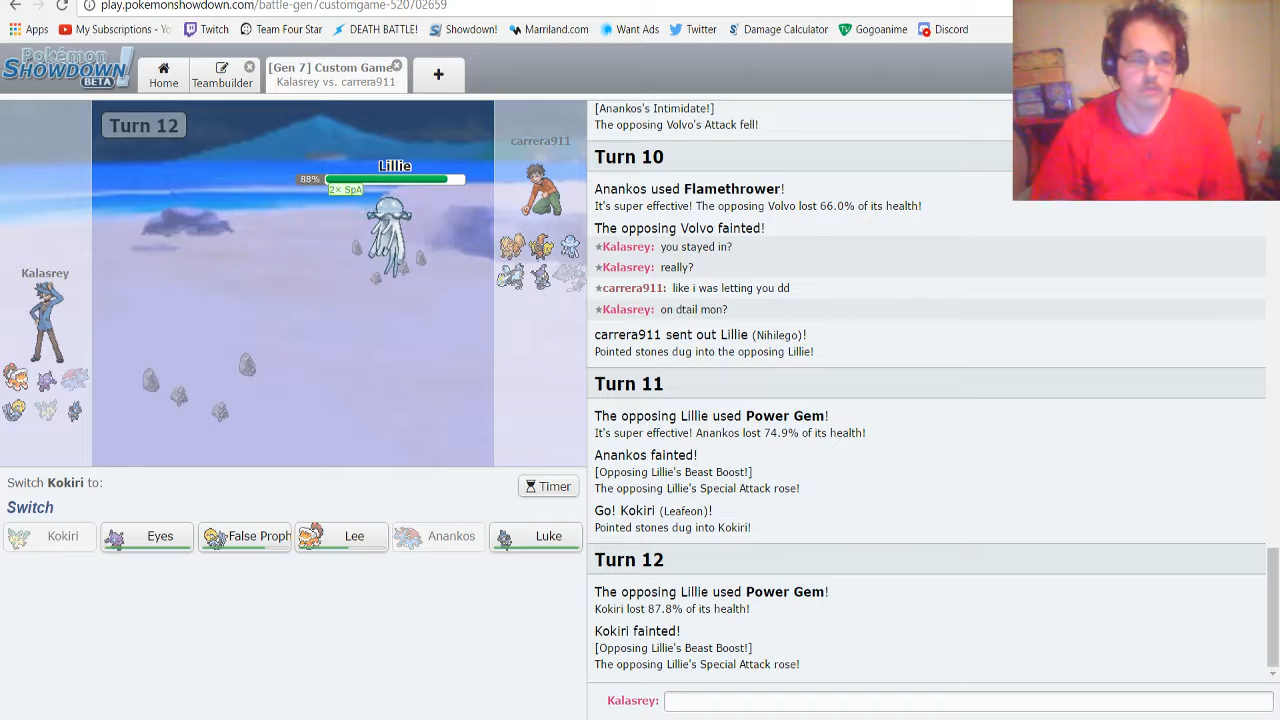 play.pokemonshowdown.com/battle-gen7customgame-520702659
Apps
My Subscription - Yo
Twitch
Team Four Star
DEATH BATTLE!
Showdown!
Marriland.com
Want Ads
Twitter
Damage Calculator
Gogoanime
Discord
Pokémon
SHOWDOWN!
BETA
Home
Teambuilder
[Gen 7] Custom Game
Kalasrey vs. carrera911
+
Turn 12
Lillie
88%
2× SpA
carrera911
Kalasrey
Switch Kokiri to:
Timer
Switch
Kokiri
Eyes
False Proph
Lee
Anankos
Luke
[Anankos's Intimidate!]
The opposing Volvo's Attack fell!
Turn 10
Anankos used Flamethrower!
It's super effective! The opposing Volvo lost 66.0% of its health!
The opposing Volvo fainted!
★Kalasrey: you stayed in?
★Kalasrey: really?
★carrera911: like i was letting you dd
★Kalasrey: on dtail mon?
carrera911 sent out Lillie (Nihilego)!
Pointed stones dug into the opposing Lillie!
Turn 11
The opposing Lillie used Power Gem!
It's super effective! Anankos lost 74.9% of its health!
Anankos fainted!
[Opposing Lillie's Beast Boost!]
The opposing Lillie's Special Attack rose!
Go! Kokiri (Leafeon)!
Pointed stones dug into Kokiri!
Turn 12
The opposing Lillie used Power Gem!
Kokiri lost 87.8% of its health!
Kokiri fainted!
[Opposing Lillie's Beast Boost!]
The opposing Lillie's Special Attack rose!
Kalasrey: